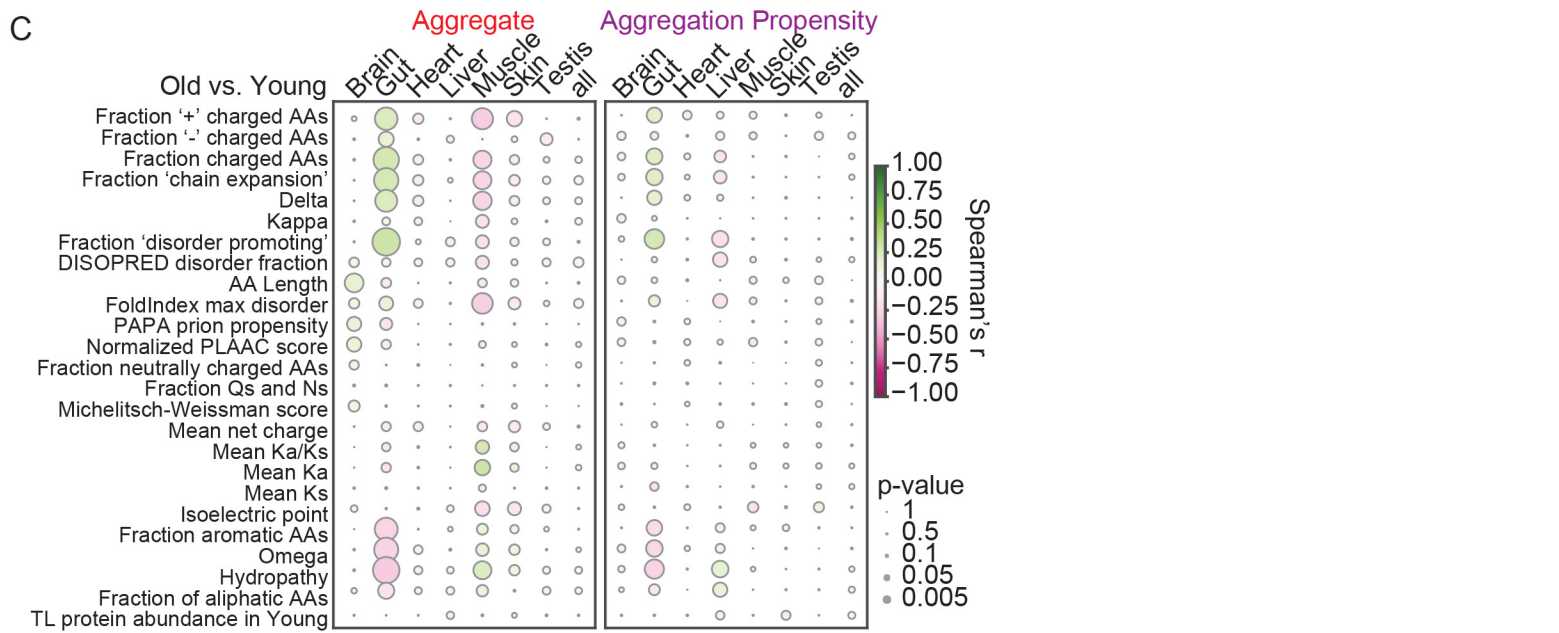 C
Aggregate Aggregation Propensity
Old vs. Young Brain Gut Heart Liver Muscle Skin Testis all Brain Gut Heart Liver Muscle Skin Testis all
Fraction ‘+’ charged AAs
Fraction ‘-’ charged AAs
Fraction charged AAs
Fraction ‘chain expansion’
Delta
Kappa
Fraction ‘disorder promoting’
DISOPRED disorder fraction
AA Length
FoldIndex max disorder
PAPA prion propensity
Normalized PLAAC score
Fraction neutrally charged AAs
Fraction Qs and Ns
Michelitsch-Weissman score
Mean net charge
Mean Ka/Ks
Mean Ka
Mean Ks
Isoelectric point
Fraction aromatic AAs
Omega
Hydropathy
Fraction of aliphatic AAs
TL protein abundance in Young
1.00
0.75
0.50
0.25
0.00
−0.25
−0.50
−0.75
−1.00
Spearman’s r
p-value
1
0.5
0.1
0.05
0.005